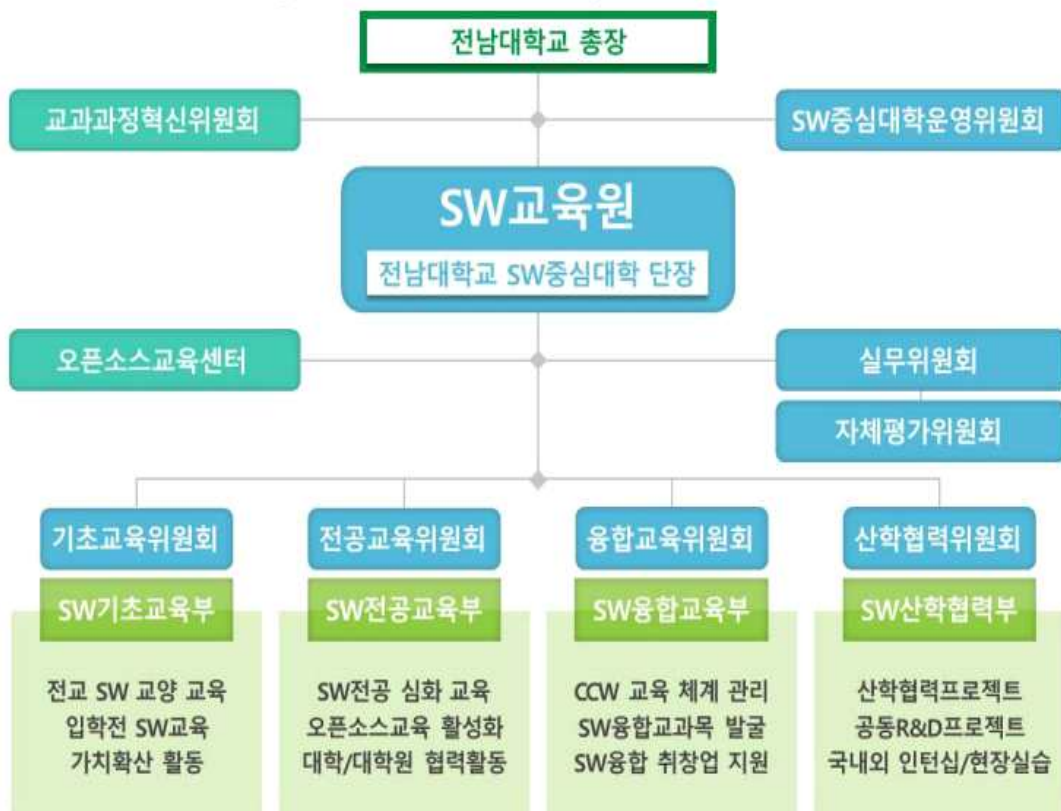 전남대학교 총장
교과과정혁신위원회
SW중심대학운영위원회
SW교육원
전남대학교 SW중심대학 단장
오픈소스교육센터
실무위원회
자체평가위원회
기초교육위원회
전공교육위원회
융합교육위원회
산학협력위원회
SW기초교육부
SW전공교육부
SW융합교육부
SW산학협력부
전교 SW 교양 교육
입학전 SW교육
가치확산 활동
SW전공 심화 교육
오픈소스교육 활성화
대학/대학원 협력활동
CCW 교육 체계 관리
SW융합교과목 발굴
SW융합 취창업 지원
산학협력프로젝트
공동R&D프로젝트
국내외 인턴십/현장실습